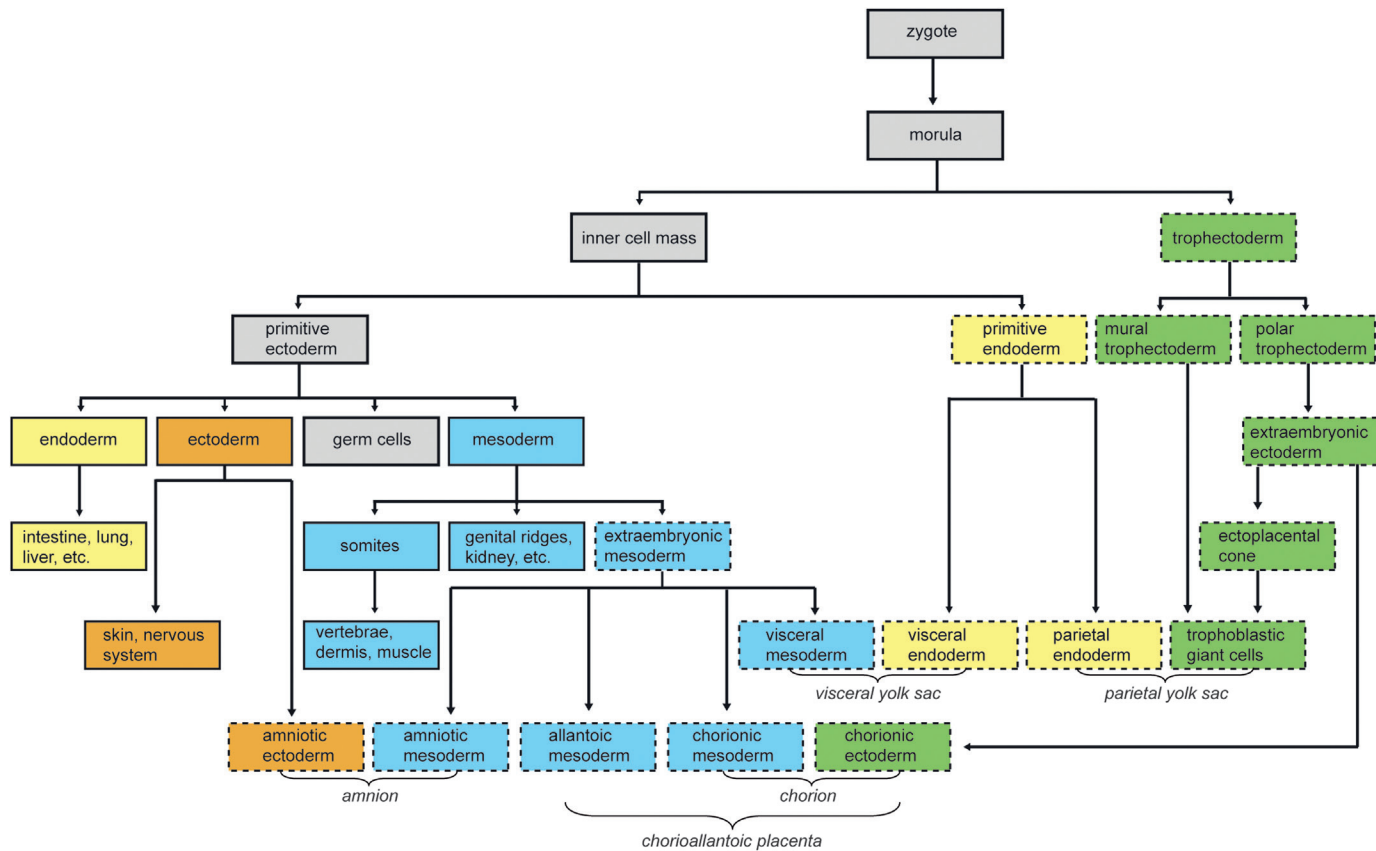 zygote
morula
inner cell mass
trophectoderm
primitive
ectoderm
primitive
endoderm
mural
trophectoderm
polar
trophectoderm
endoderm
ectoderm
germ cells
mesoderm
extraembryonic
ectoderm
intestine, lung,
liver, etc.
somites
genital ridges,
kidney, etc.
extraembryonic
mesoderm
ectoplacental
cone
skin, nervous
system
vertebrae,
dermis, muscle
visceral
mesoderm
visceral
endoderm
parietal
endoderm
trophoblastic
giant cells
visceral yolk sac
parietal yolk sac
amniotic
ectoderm
amniotic
mesoderm
allantoic
mesoderm
chorionic
mesoderm
chorionic
ectoderm
amnion
chorion
chorioallantoic placenta